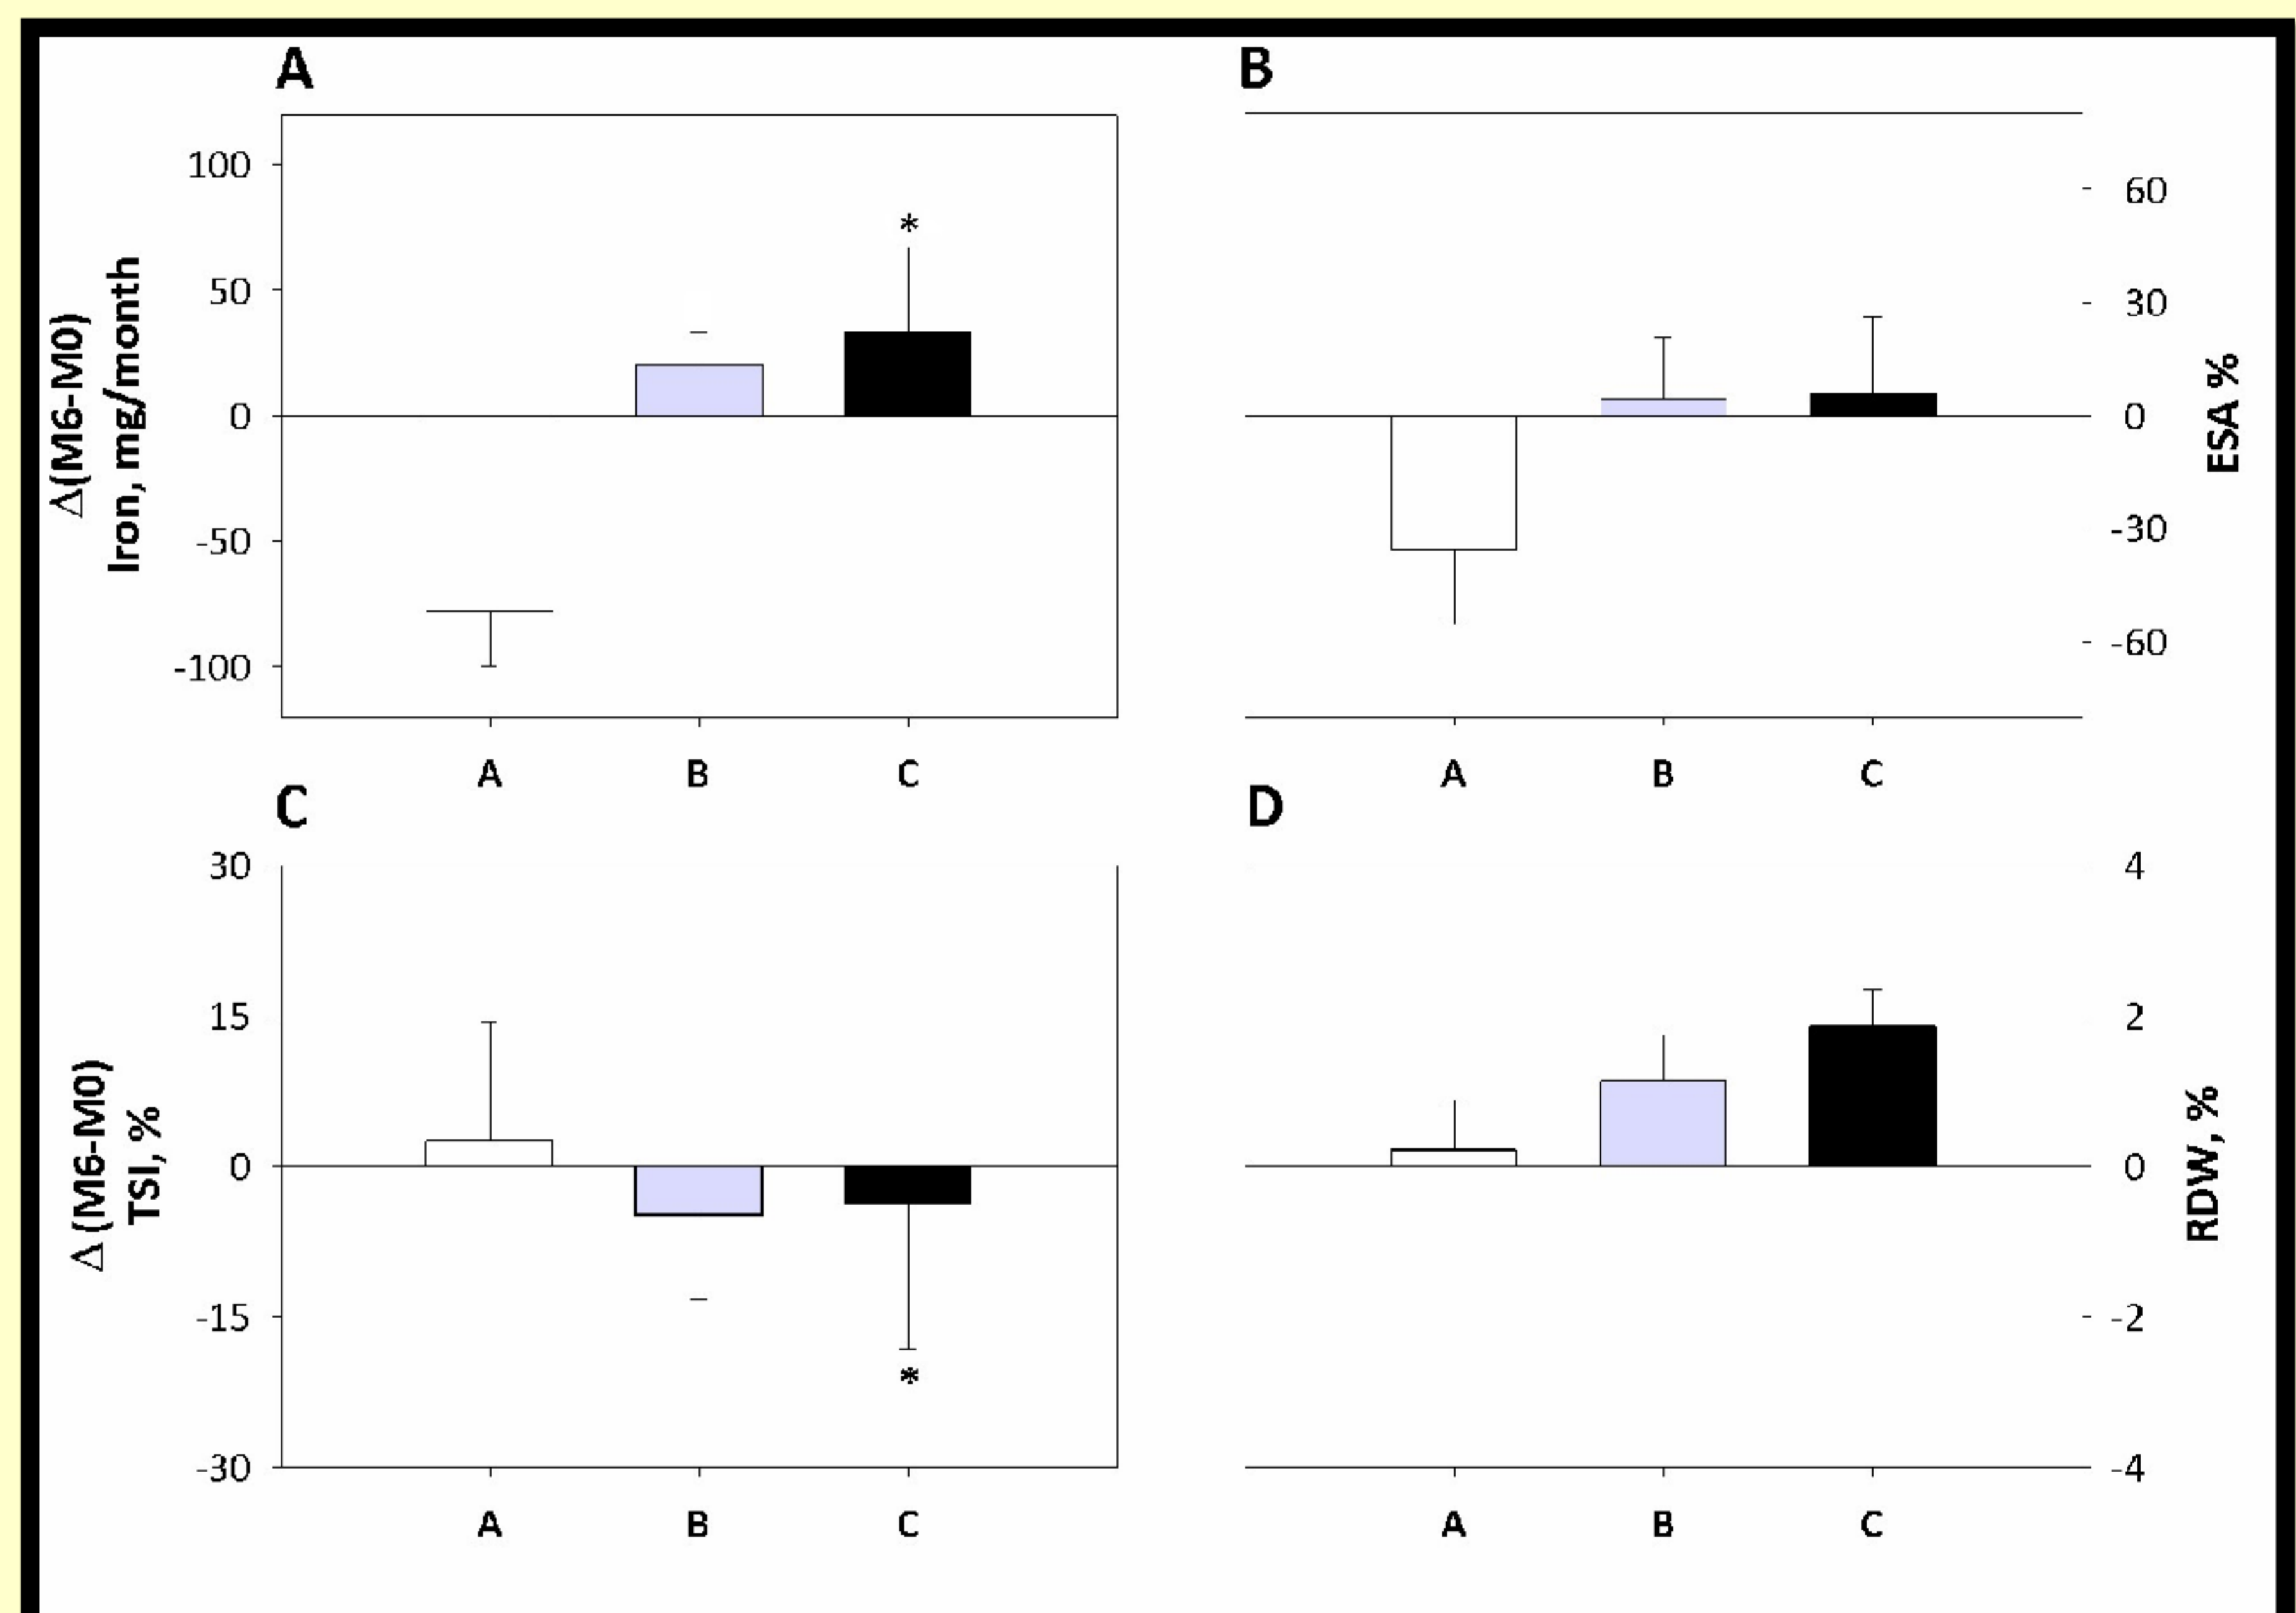 A
B
100
50
0
-50
-100
Δ(M6-M0)
Iron, mg/month
*
60
30
0
-30
-60
ESA %
A
B
C
A
B
C
C
D
30
15
0
-15
-30
Δ (M6-M0)
TSI, %
*
4
2
0
-2
-4
RDW, %
A
B
C
A
B
C